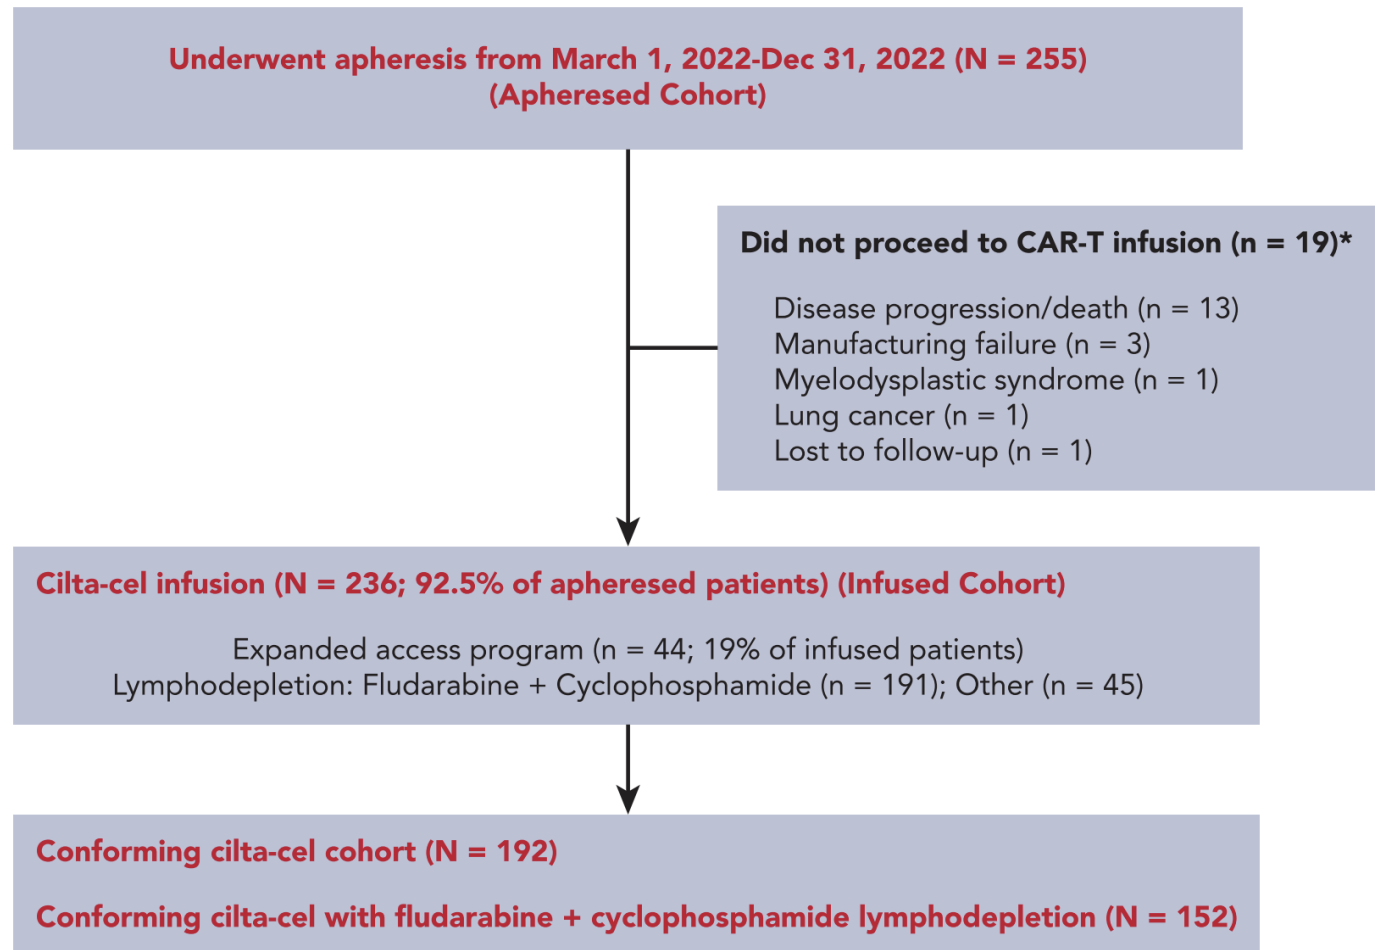 Underwent apheresis from March 1, 2022-Dec 31, 2022 (N = 255)
(Apheresed Cohort)
Did not proceed to CAR-T infusion (n = 19)*
Disease progression/death (n = 13)
Manufacturing failure (n = 3)
Myelodysplastic syndrome (n = 1)
Lung cancer (n = 1)
Lost to follow-up (n = 1)
Cilta-cel infusion (N = 236; 92.5% of apheresed patients) (Infused Cohort)
Expanded access program (n = 44; 19% of infused patients)
Lymphodepletion: Fludarabine + Cyclophosphamide (n = 191); Other (n = 45)
Conforming cilta-cel cohort (N = 192)
Conforming cilta-cel with fludarabine + cyclophosphamide lymphodepletion (N = 152)